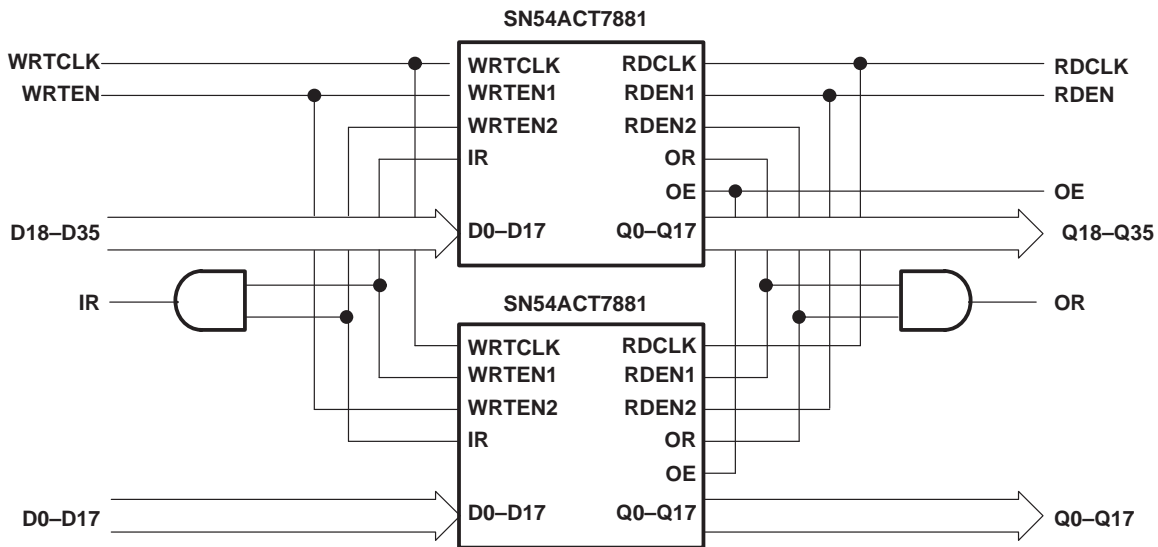 SN54ACT7881
WRTCLK
WRTEN
WRTCLK RDCLK
WRTEN1 RDEN1
WRTEN2 RDEN2
IR OR
OE
D0–D17 Q0–Q17
RDCLK
RDEN
OE
D18–D35
Q18–Q35
IR
OR
SN54ACT7881
WRTCLK RDCLK
WRTEN1 RDEN1
WRTEN2 RDEN2
IR OR
OE
D0–D17 Q0–Q17
D0–D17
Q0–Q17